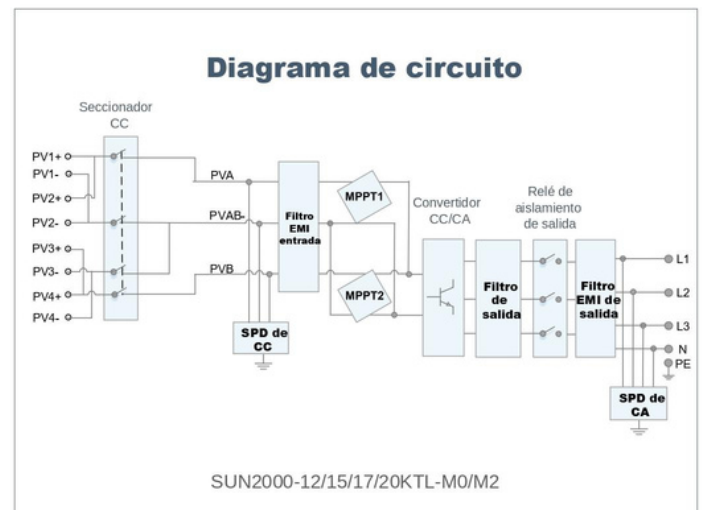 Diagrama de circuito
Seccionador
CC
PV1+
PV1-
PV2+
PV2-
PV3+
PV3-
PV4+
PV4-
PVA
PVAB-
PVB
Filtro
EMI
entrada
SPD de
CC
MPPT1
MPPT2
Convertidor
CC/CA
Filtro
de
salida
Relé de
aislamiento
de salida
Filtro
EMI de
salida
L1
L2
L3
N
PE
SPD de
CA
SUN2000-12/15/17/20KTL-M0/M2